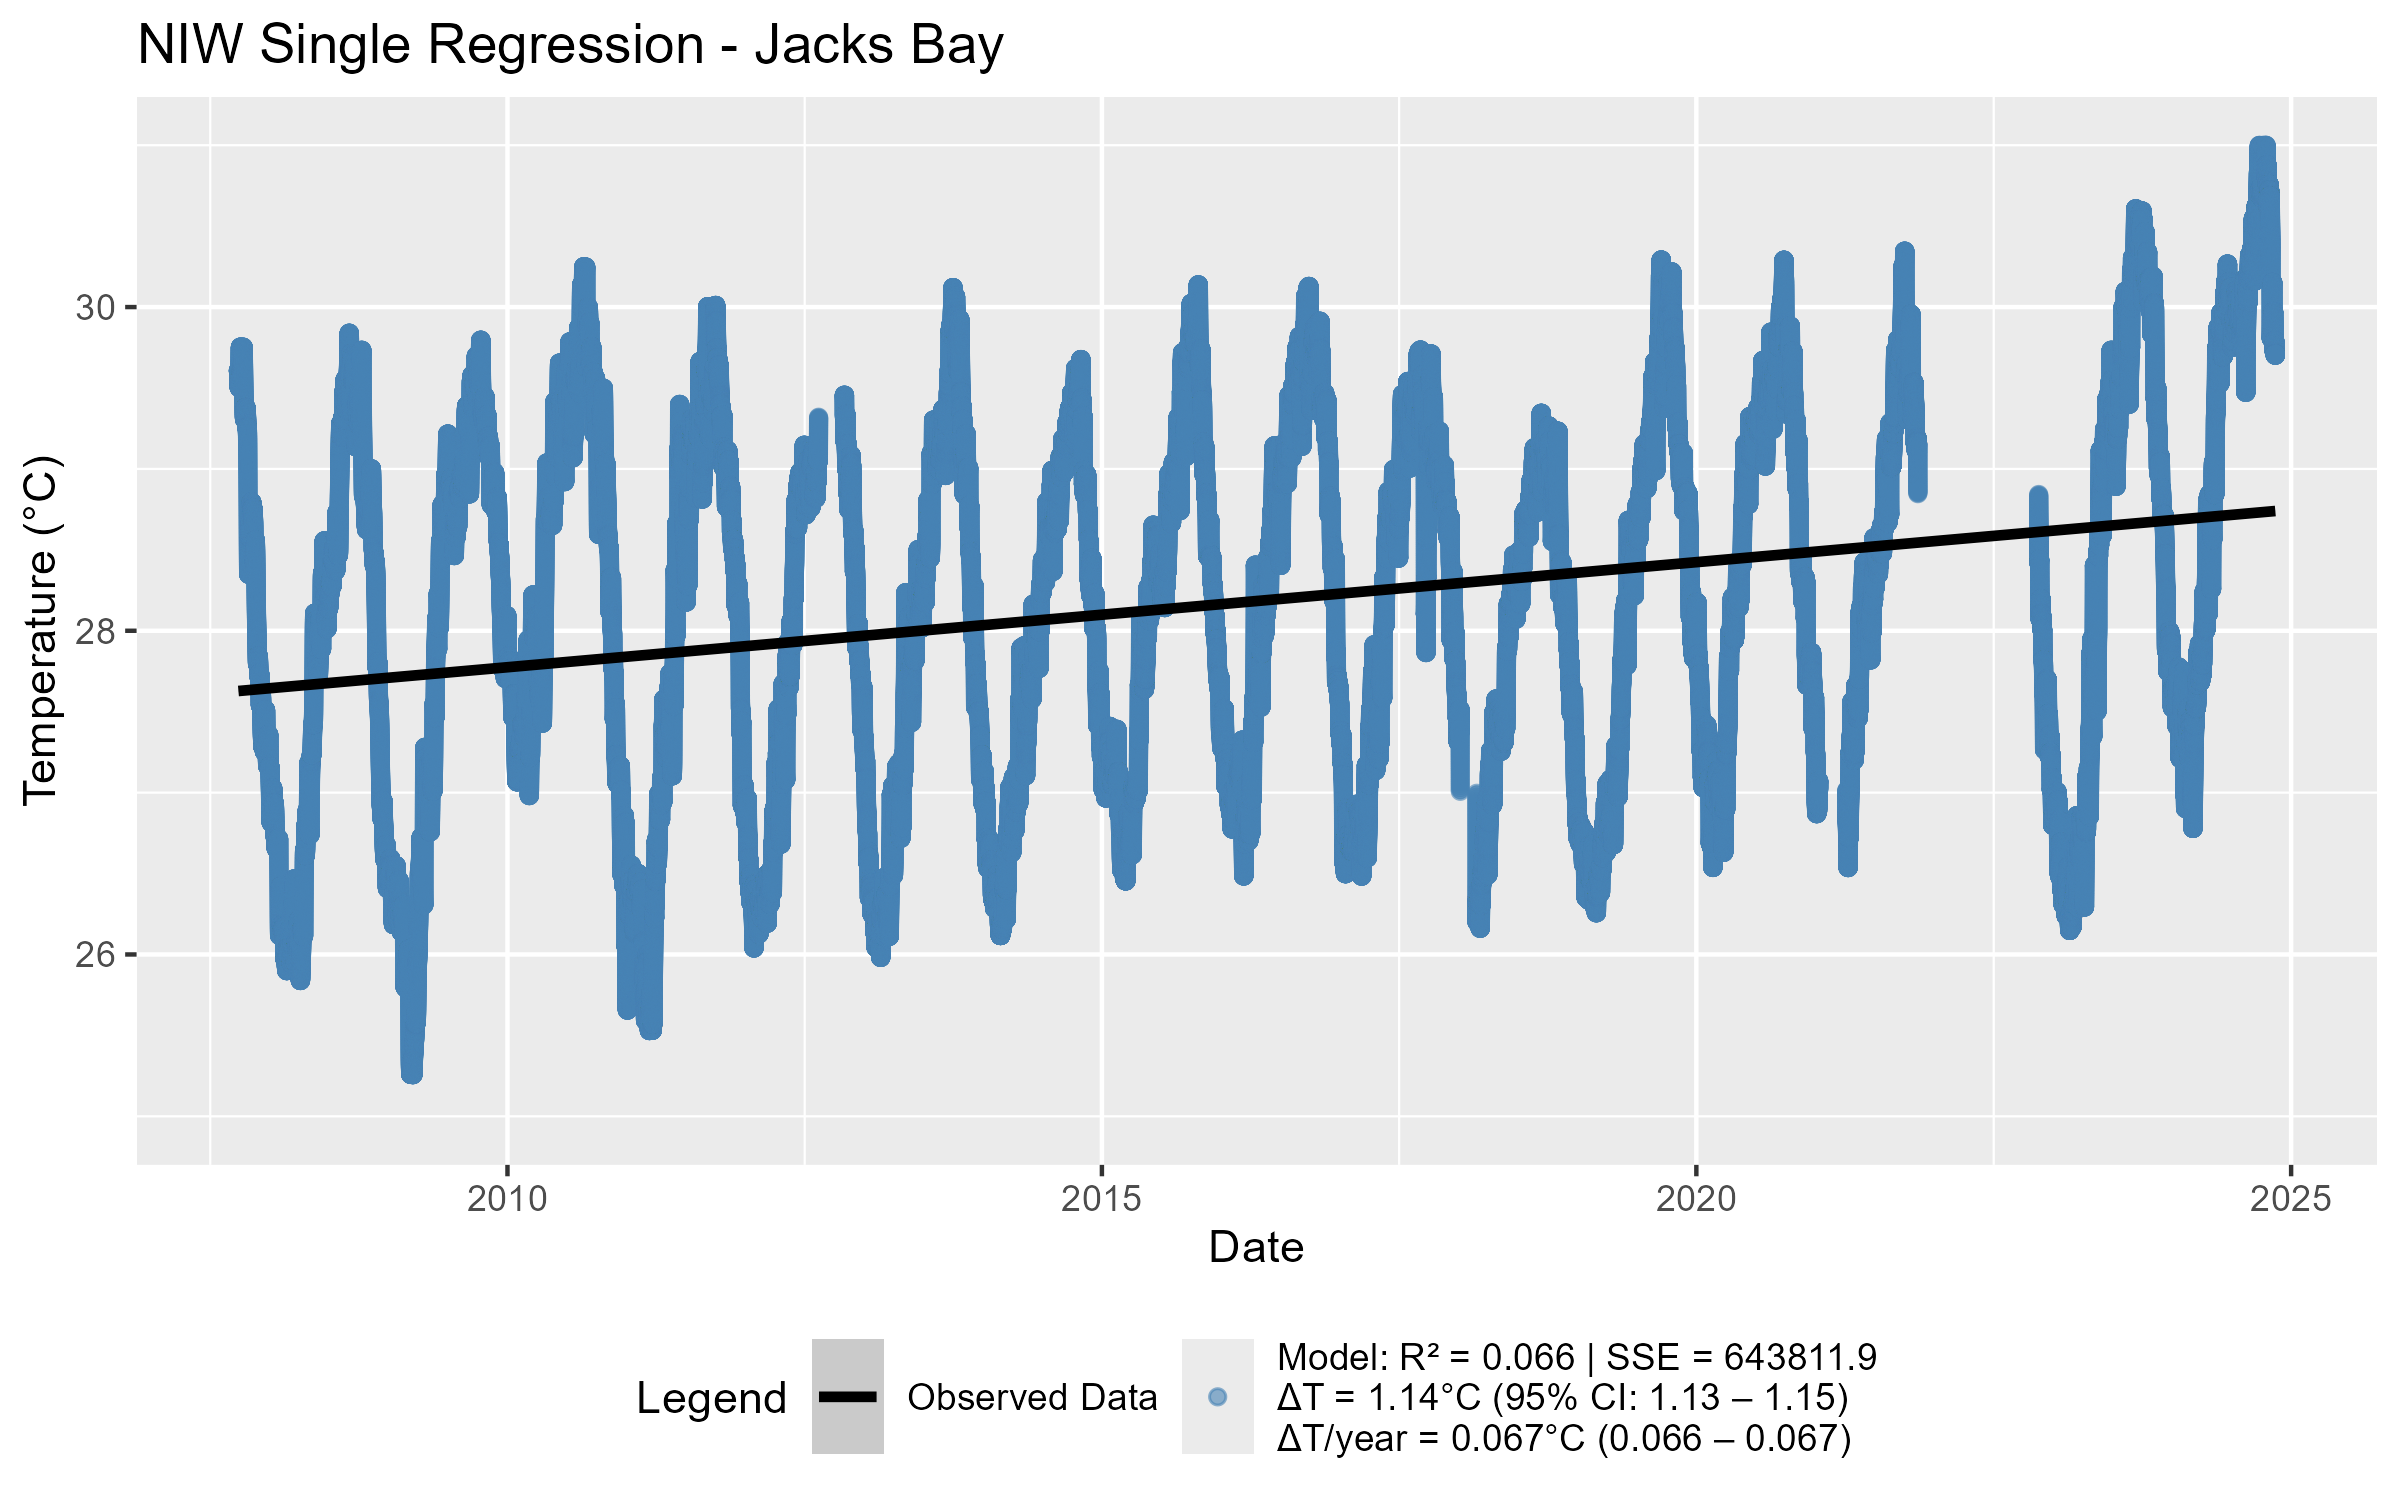 NIW Single Regression - Jacks Bay
Temperature (°C)
30
28
26
2010
2015
2020
2025
Date
Legend
Observed Data
Model: R² = 0.066 | SSE = 643811.9
ΔT = 1.14°C (95% CI: 1.13 – 1.15)
ΔT/year = 0.067°C (0.066 – 0.067)